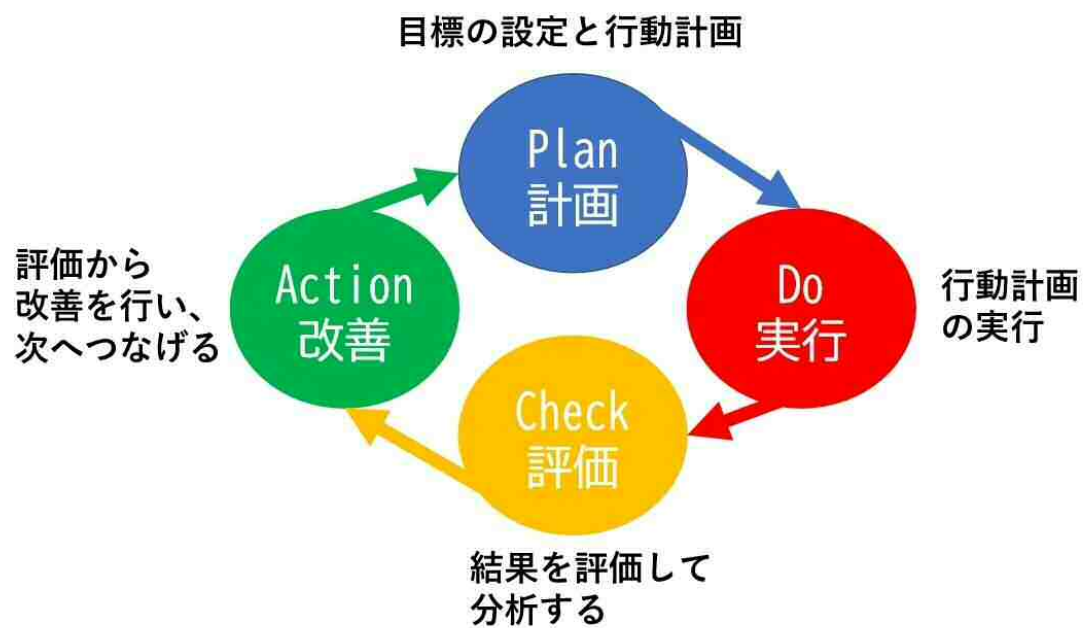 目標の設定と行動計画
Plan
計画
Do
実行
行動計画
の実行
Check
評価
結果を評価して
分析する
Action
改善
評価から
改善を行い、
次へつなげる